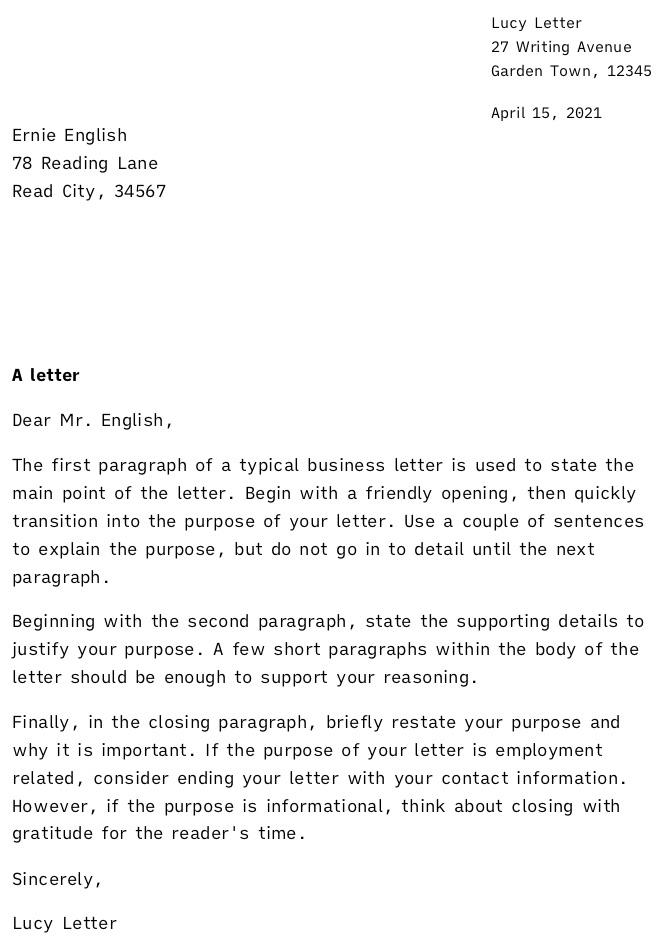 Lucy Letter
27 Writing Avenue
Garden Town, 12345
April 15, 2021
Ernie English
78 Reading Lane
Read City, 34567
A letter
Dear Mr. English,
The first paragraph of a typical business letter is used to state the
main point of the letter. Begin with a friendly opening, then quickly
transition into the purpose of your letter. Use a couple of sentences
to explain the purpose, but do not go in to detail until the next
paragraph.
Beginning with the second paragraph, state the supporting details to
justify your purpose. A few short paragraphs within the body of the
letter should be enough to support your reasoning.
Finally, in the closing paragraph, briefly restate your purpose and
why it is important. If the purpose of your letter is employment
related, consider ending your letter with your contact information.
However, if the purpose is informational, think about closing with
gratitude for the reader's time.
Sincerely,
Lucy Letter